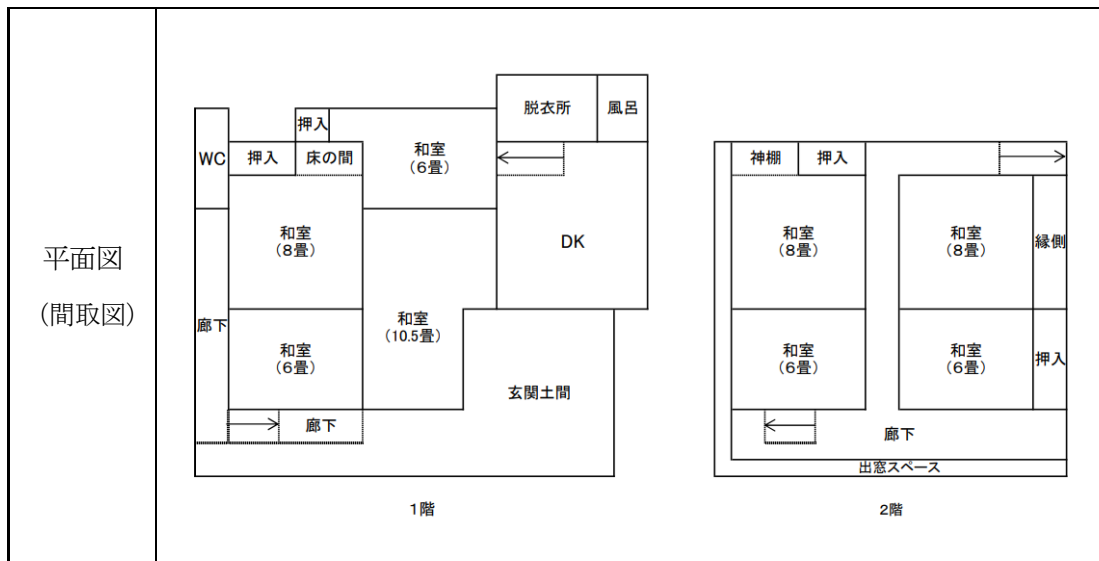 平面図
(間取図)
脱衣所
風呂
押入
WC
押入
床の間
和室
(6畳)
和室
(8畳)
DK
廊下
和室
(10.5畳)
和室
(6畳)
玄関土間
廊下
1階
神棚
押入
和室
(8畳)
和室
(8畳)
縁側
和室
(6畳)
和室
(6畳)
押入
廊下
出窓スペース
2階